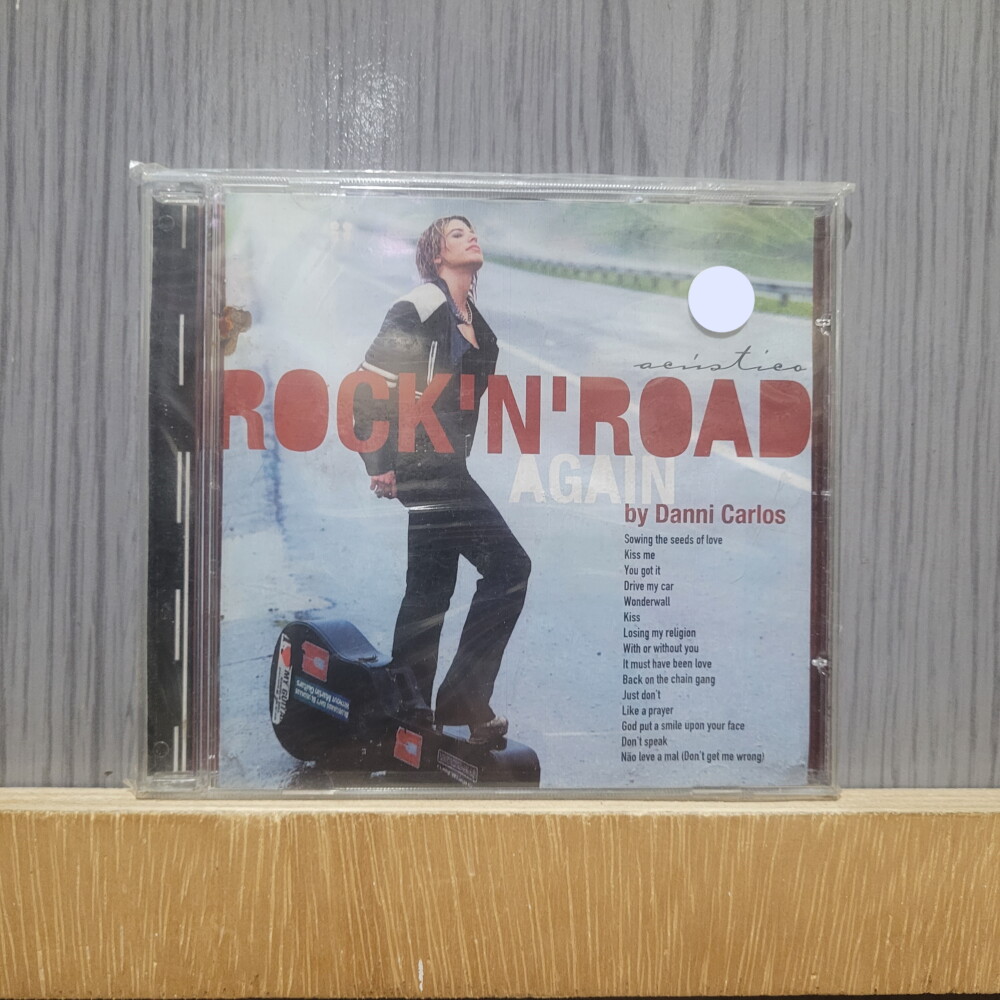 acústico
ROCK'N'ROAD
AGAIN
by Danni Carlos
Sowing the seeds of love
Kiss me
You got it
Drive my car
Wonderwall
Kiss
Losing my religion
With or without you
It must have been love
Back on the chain gang
Just don't
Like a prayer
God put a smile upon your face
Don't speak
Não leve a mal (Don't get me wrong)